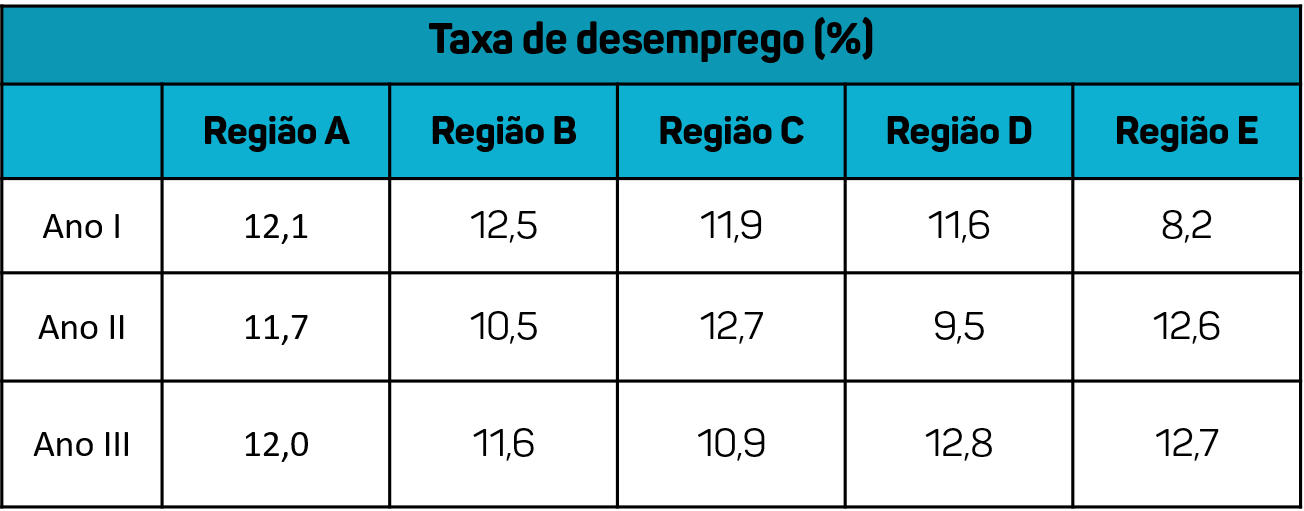 Taxa de desemprego (%)
Região A Região B Região C Região D Região E
Ano I 12,1 12,5 11,9 11,6 8,2
Ano II 11,7 10,5 12,7 9,5 12,6
Ano III 12,0 11,6 10,9 12,8 12,7